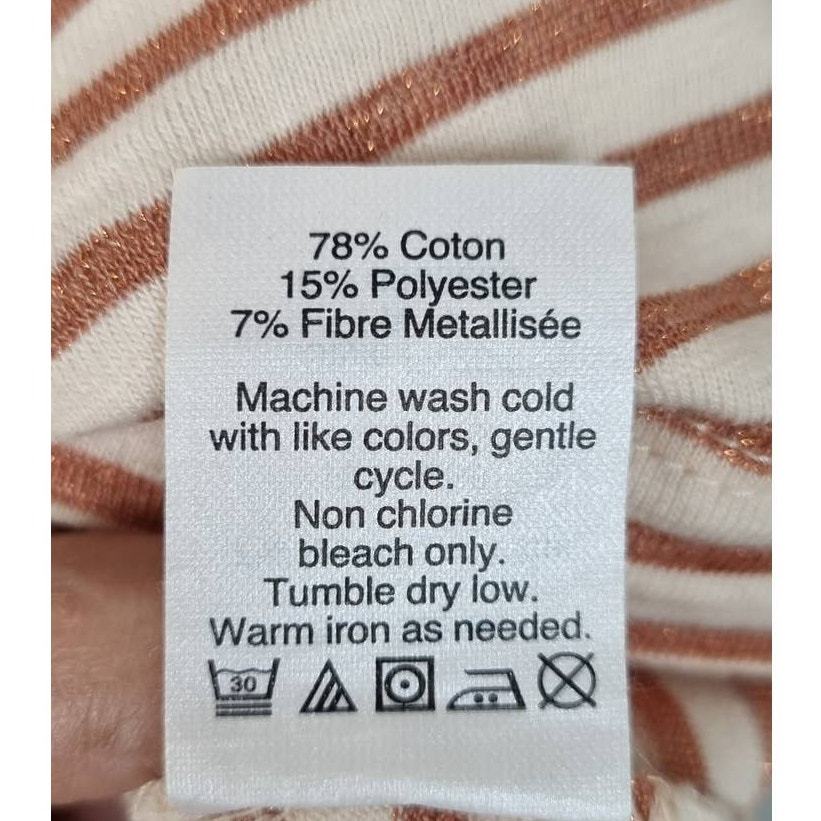 78% Coton
15% Polyester
7% Fibre Metallisée
Machine wash cold
with like colors, gentle
cycle.
Non chlorine
bleach only.
Tumble dry low.
Warm iron as needed.
30